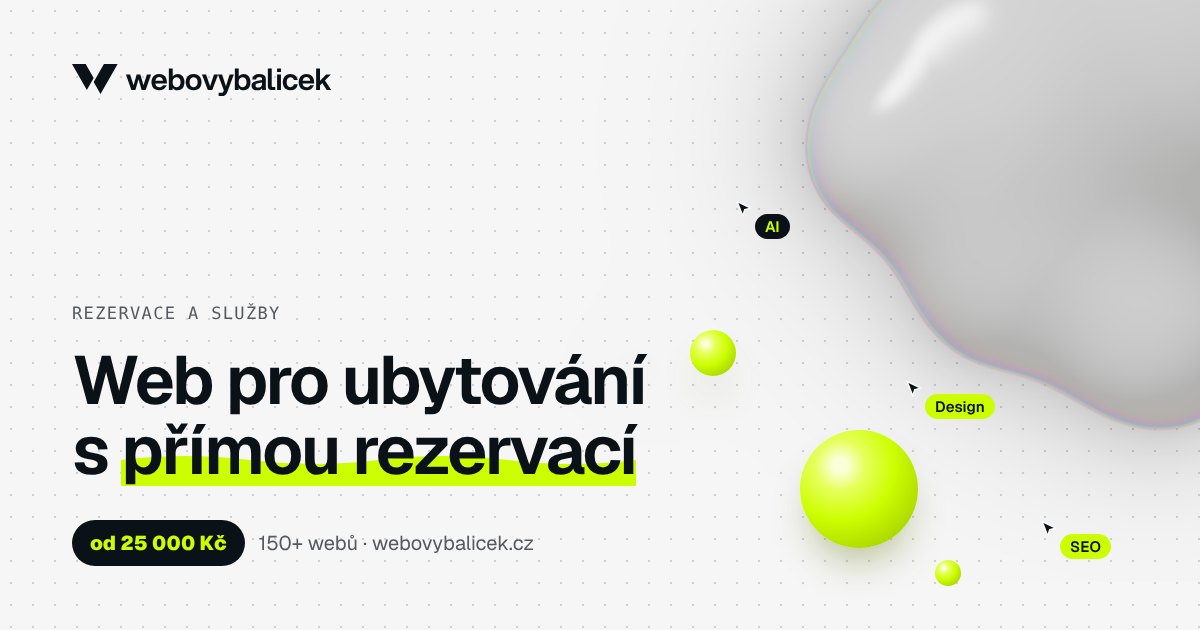 webovybalicek
AI
REZERVACE A SLUŽBY
Web pro ubytování
s přímou rezervací
Design
od 25 000 Kč
150+ webů · webovybalicek.cz
SEO